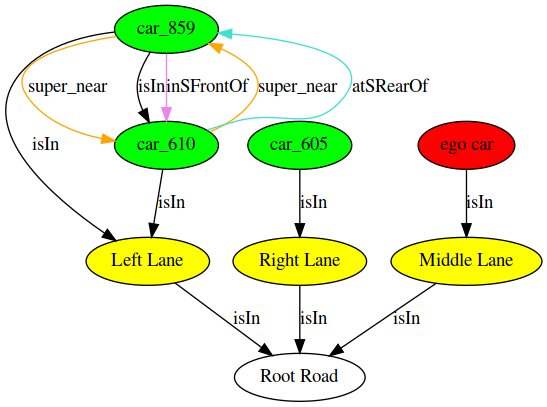 car_859
super_near
isIn
inSFrontOf
super_near
atSRearOf
isIn
car_610
car_605
ego car
isIn
isIn
isIn
Left Lane
Right Lane
Middle Lane
isIn
isIn
isIn
Root Road